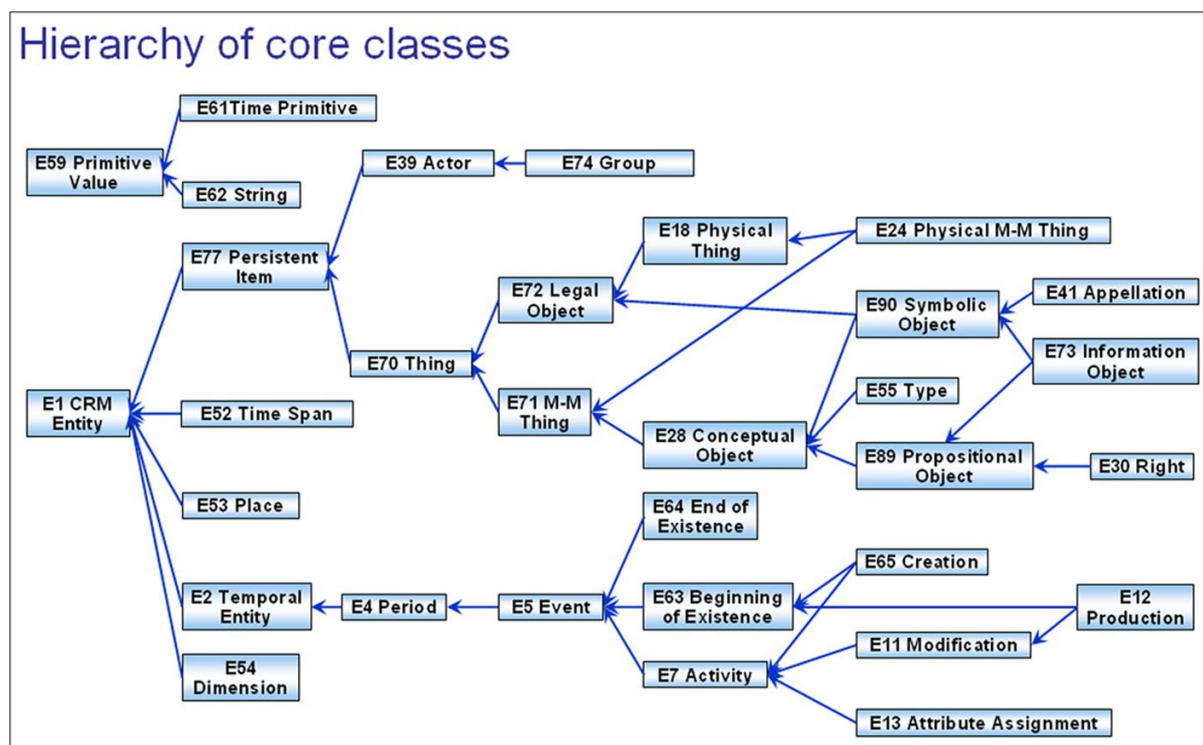 Hierarchy of core classes
E61Time Primitive
E59 Primitive
Value
E62 String
E39 Actor
E74 Group
E77 Persistent
Item
E18 Physical
Thing
E24 Physical M-M Thing
E72 Legal
Object
E90 Symbolic
Object
E41 Appellation
E70 Thing
E73 Information
Object
E1 CRM
Entity
E52 Time Span
E71 M-M
Thing
E55 Type
E28 Conceptual
Object
E89 Propositional
Object
E30 Right
E53 Place
E64 End of
Existence
E65 Creation
E2 Temporal
Entity
E4 Period
E5 Event
E63 Beginning
of Existence
E12
Production
E11 Modification
E54
Dimension
E7 Activity
E13 Attribute Assignment